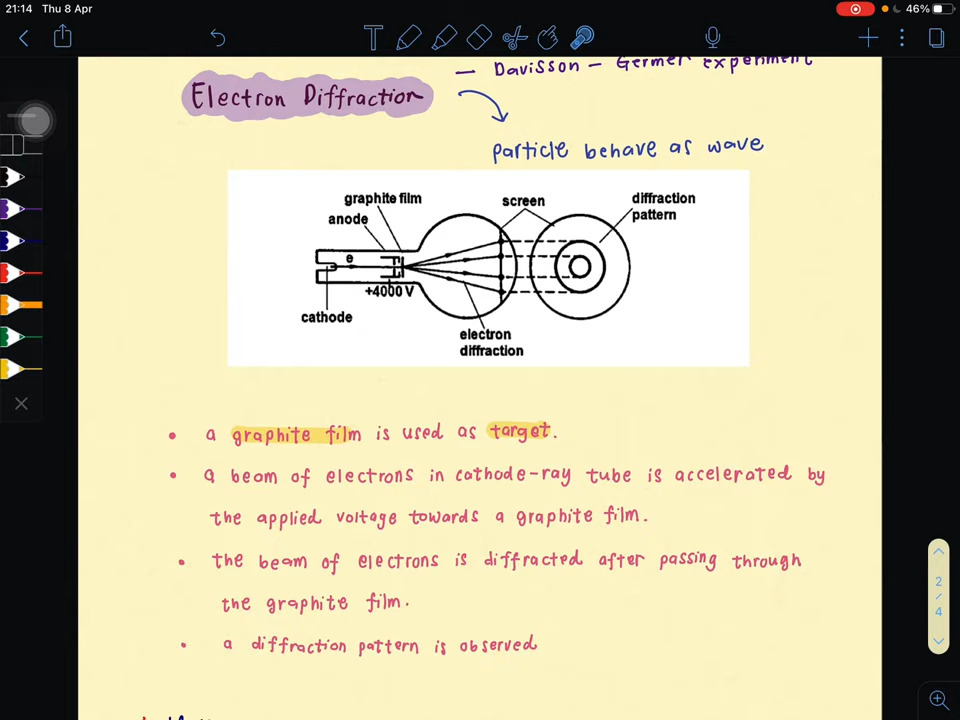 21:14 Thu 8 Apr
46%
— Davisson - Germer Experiment
Electron Diffraction
particle behave as wave
graphite film
anode
screen
diffraction
pattern
e
+4000 V
cathode
electron
diffraction
• a graphite film is used as target.
• a beam of electrons in cathode-ray tube is accelerated by
the applied voltage towards a graphite film.
• the beam of electrons is diffracted after passing through
the graphite film.
• a diffraction pattern is observed
2
/
4